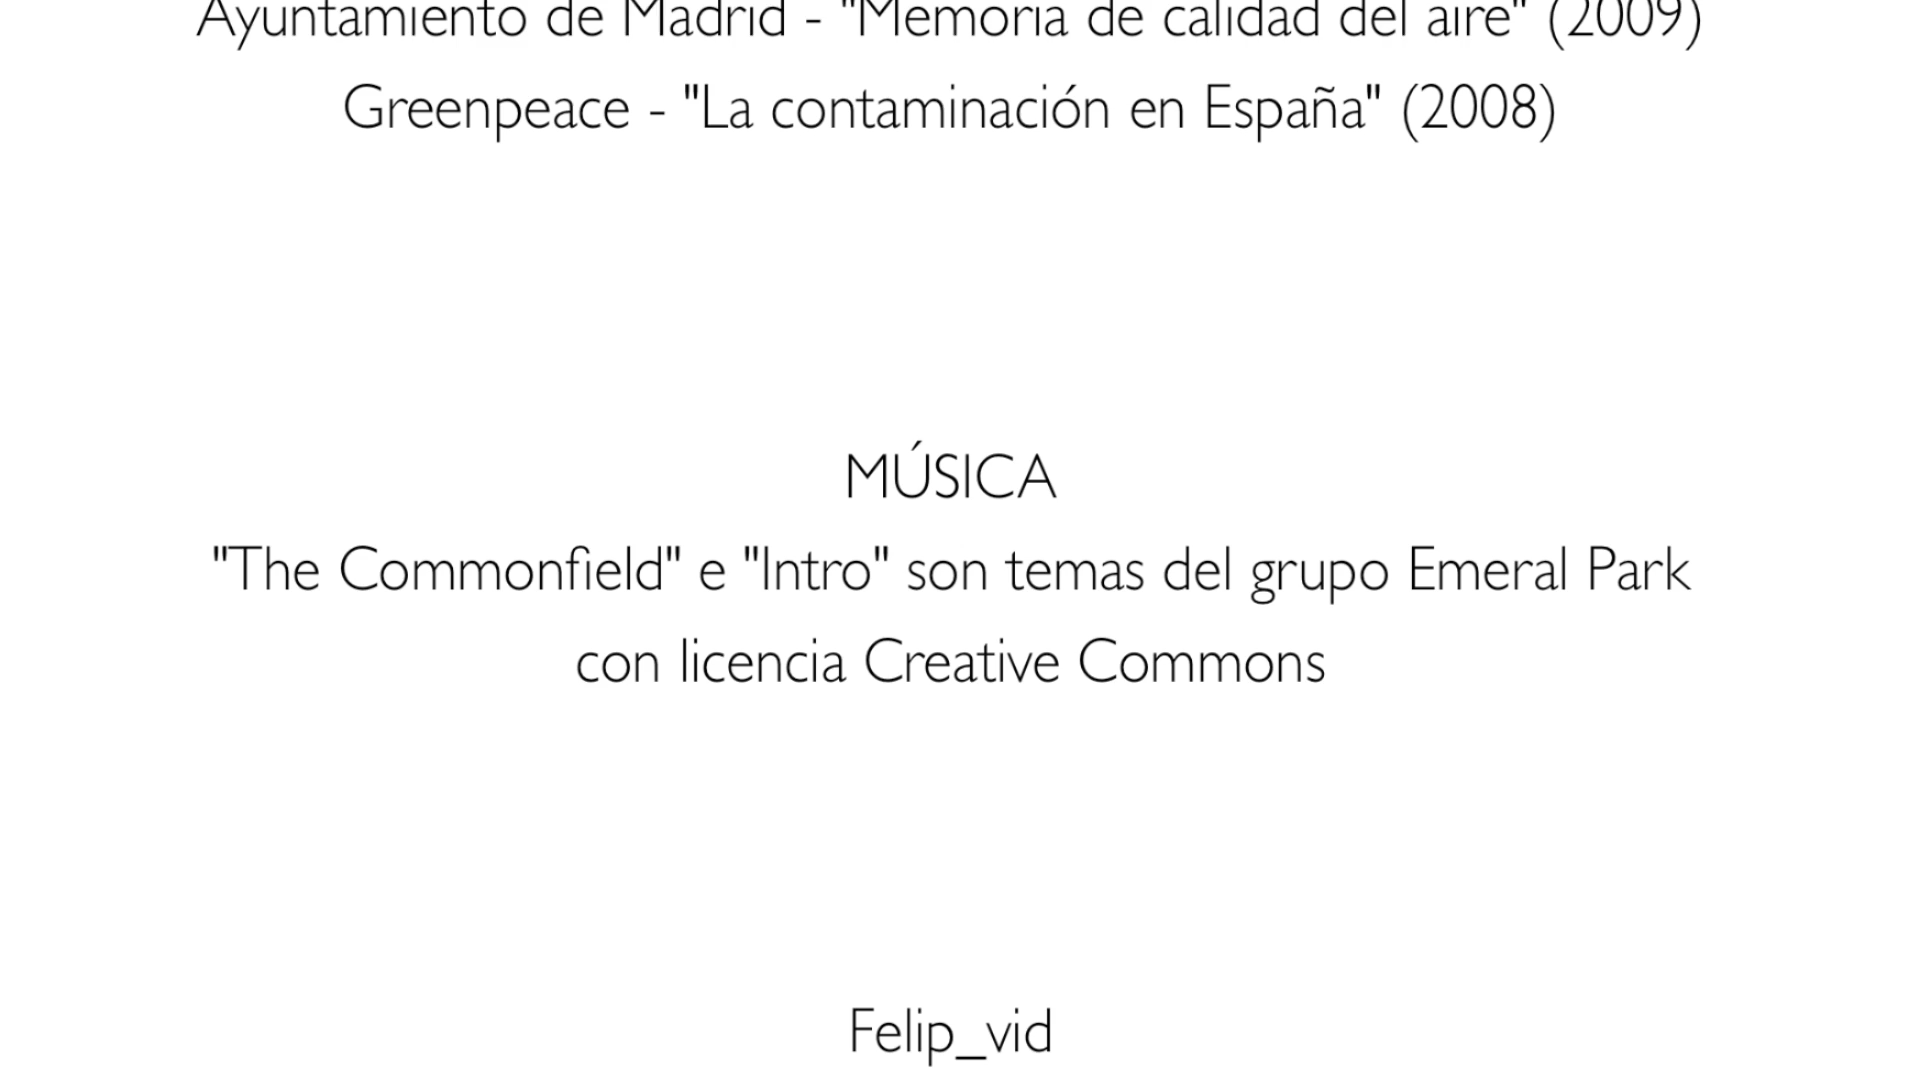 Ayuntamiento de Madrid - "Memoria de calidad del aire" (2009)
Greenpeace - "La contaminación en España" (2008)
MÚSICA
"The Commonfield" e "Intro" son temas del grupo Emeral Park
con licencia Creative Commons
Felip_vid